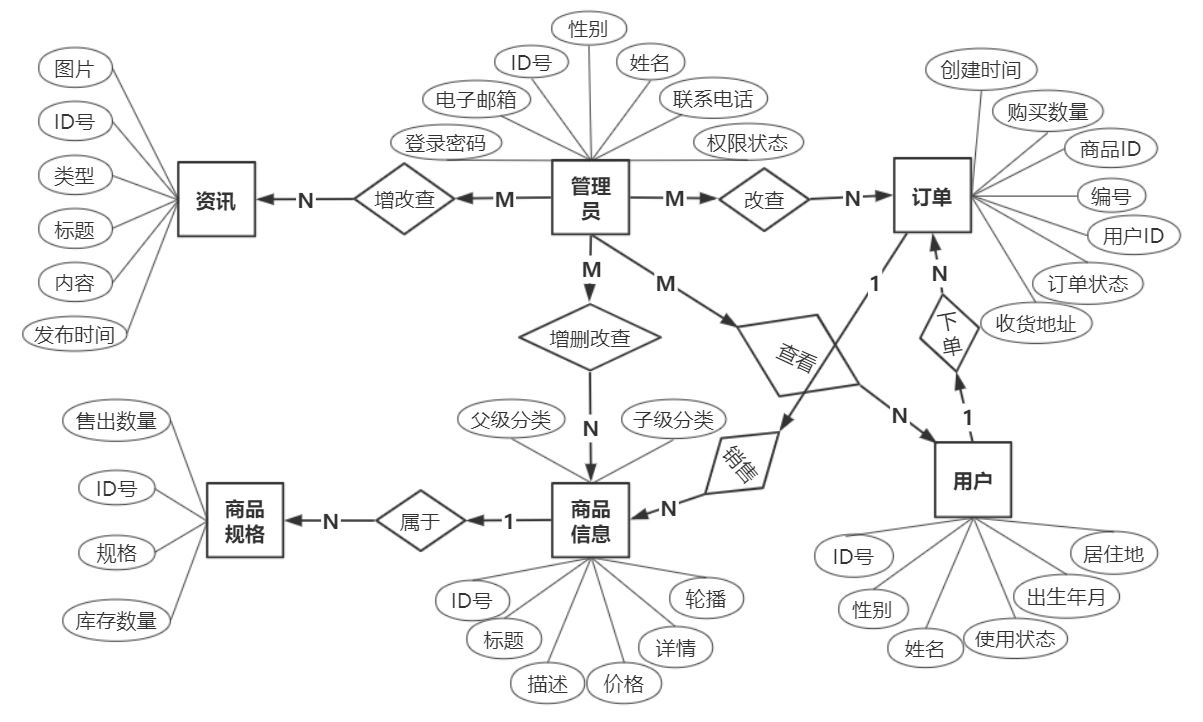 性别
ID号
姓名
电子邮箱
联系电话
登录密码
权限状态
图片
ID号
类型
标题
内容
发布时间
资讯
N
增改查
M
管理
员
M
改查
N
订单
创建时间
购买数量
商品ID
编号
用户ID
订单状态
收货地址
M
增删改查
N
M
查看
N
1
销售
N
N
下
单
1
用户
父级分类
子级分类
售出数量
ID号
规格
库存数量
商品
规格
N
属于
1
商品
信息
ID号
标题
描述
价格
详情
轮播
ID号
性别
姓名
使用状态
出生年月
居住地